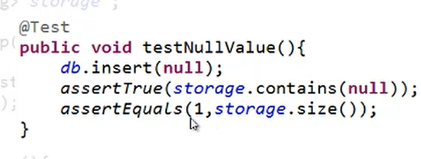 @Test
public void testNullValue(){
db.insert(null);
assertTrue(storage.contains(null));
assertEquals(1,storage.size());
}